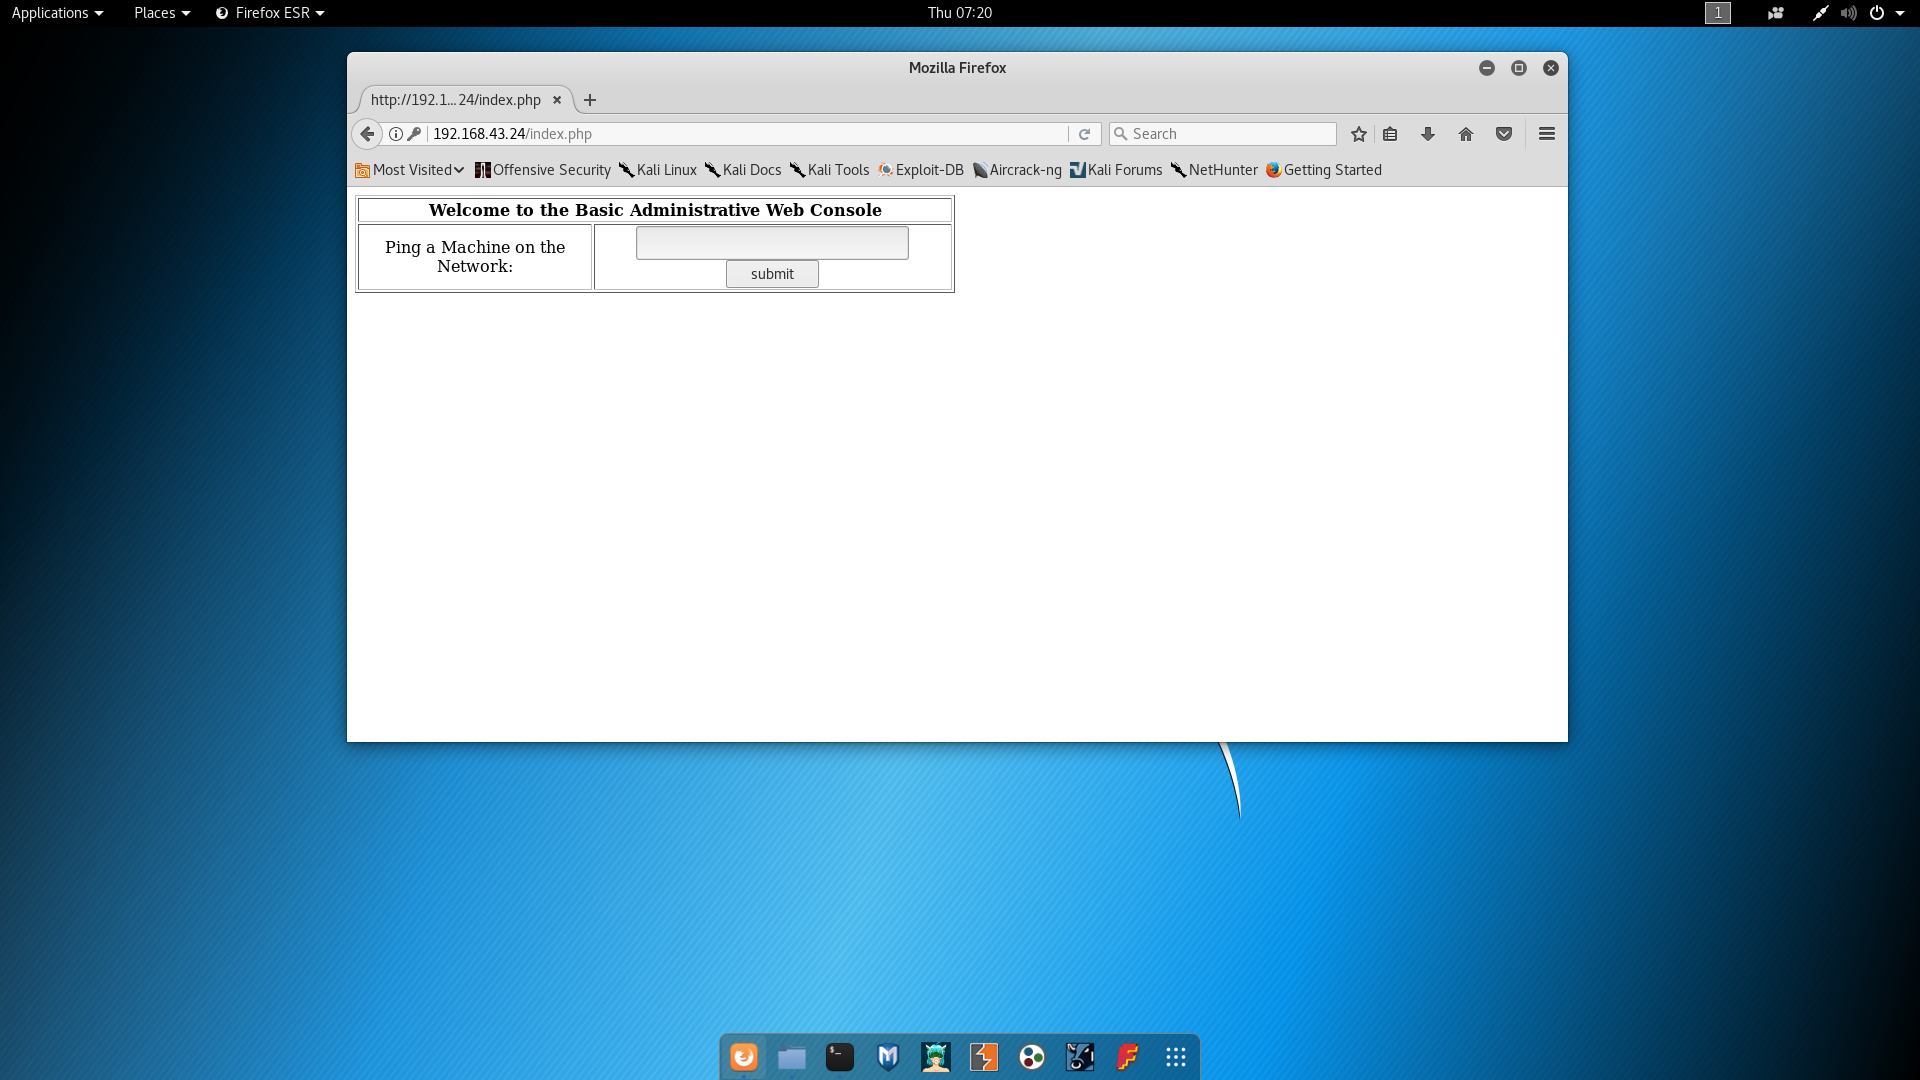 Applications Places Firefox ESR Thu 07:20 1
Mozilla Firefox
http://192.1...24/index.php
192.168.43.24/index.php Search
Most Visited Offensive Security Kali Linux Kali Docs Kali Tools Exploit-DB Aircrack-ng Kali Forums NetHunter Getting Started
Welcome to the Basic Administrative Web Console
Ping a Machine on the
Network:
submit